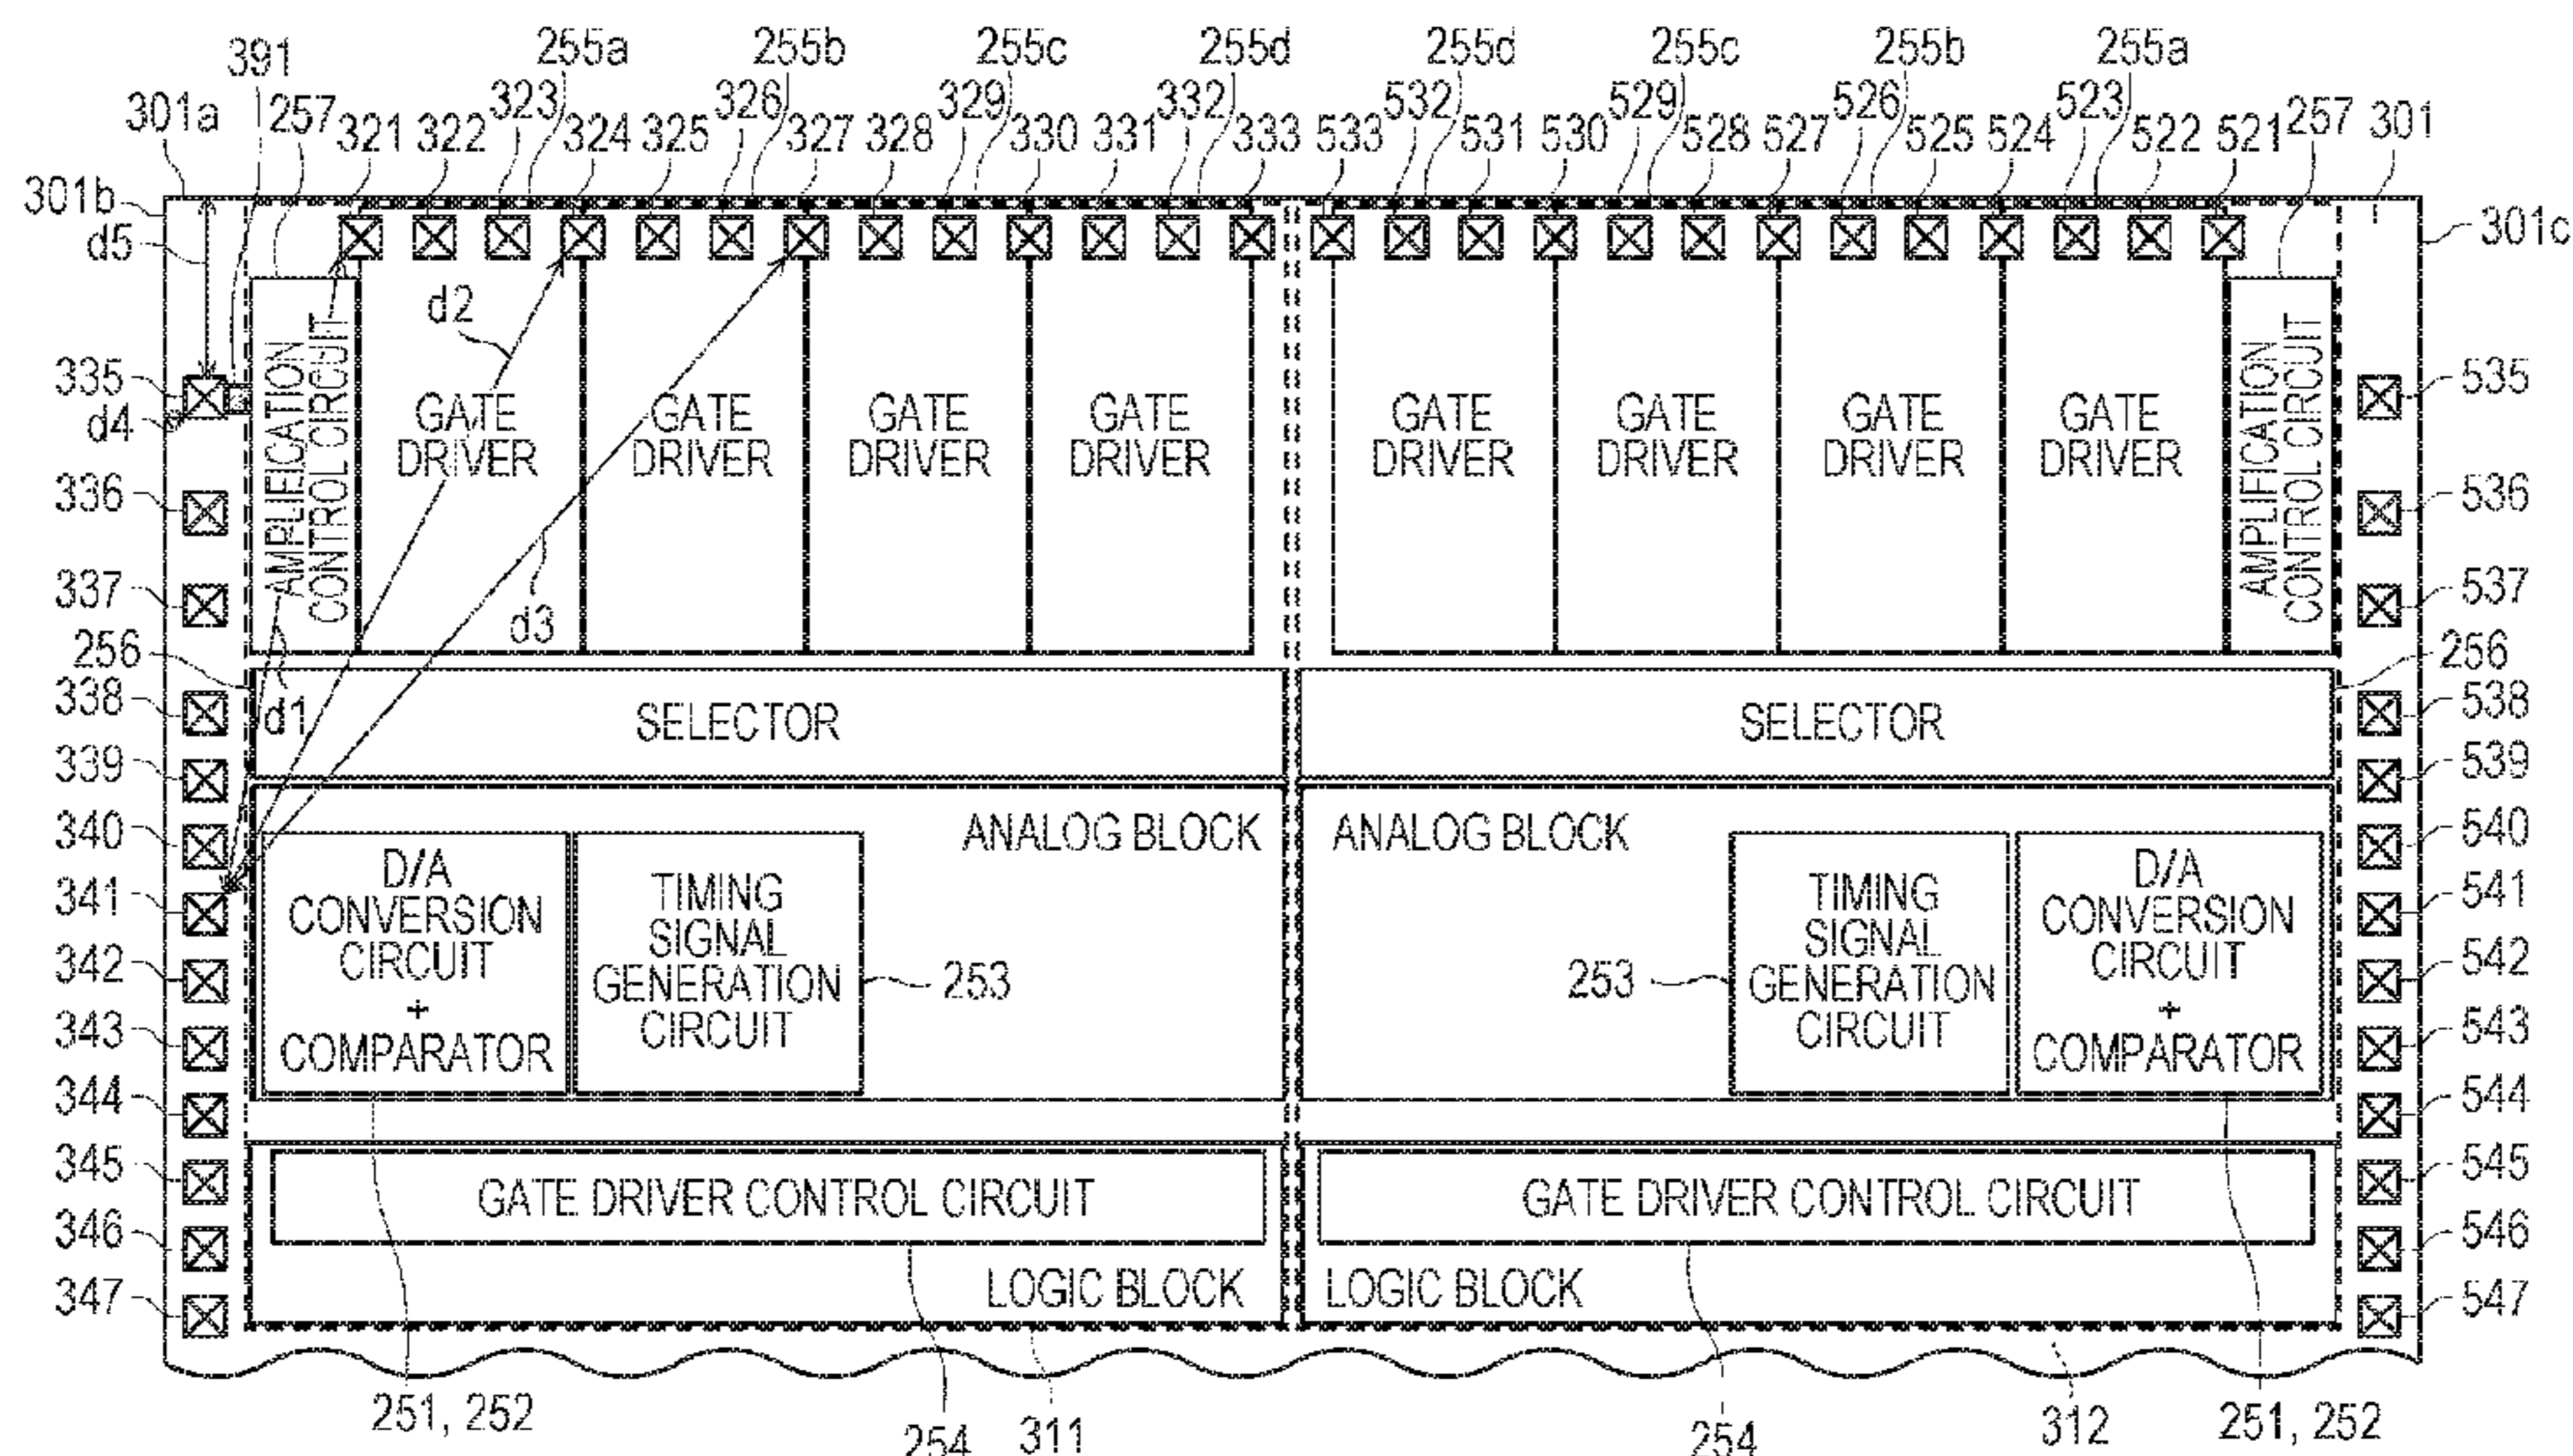 255a 255b 255c 255d 255d 255c 255b 255a
391 323 326 329 332 532 529 526 523
301a 257 321 322 324 325 327 328 330 331 333 533 531 530 528 527 525 524 522 521 257 301
301b 301c
d5
d2
335 AMPLIFICATION CONTROL CIRCUIT GATE DRIVER GATE DRIVER GATE DRIVER GATE DRIVER GATE DRIVER GATE DRIVER GATE DRIVER GATE DRIVER AMPLIFICATION CONTROL CIRCUIT 535
d4
336 536
337 d3 537
256 256
338 d1 SELECTOR SELECTOR 538
339 539
340 ANALOG BLOCK ANALOG BLOCK 540
341 D/A CONVERSION CIRCUIT + COMPARATOR TIMING SIGNAL GENERATION CIRCUIT TIMING SIGNAL GENERATION CIRCUIT D/A CONVERSION CIRCUIT + COMPARATOR 541
342 253 253 542
343 543
344 544
345 GATE DRIVER CONTROL CIRCUIT GATE DRIVER CONTROL CIRCUIT 545
346 546
347 LOGIC BLOCK LOGIC BLOCK 547
251, 252 254 311 254 312 251, 252